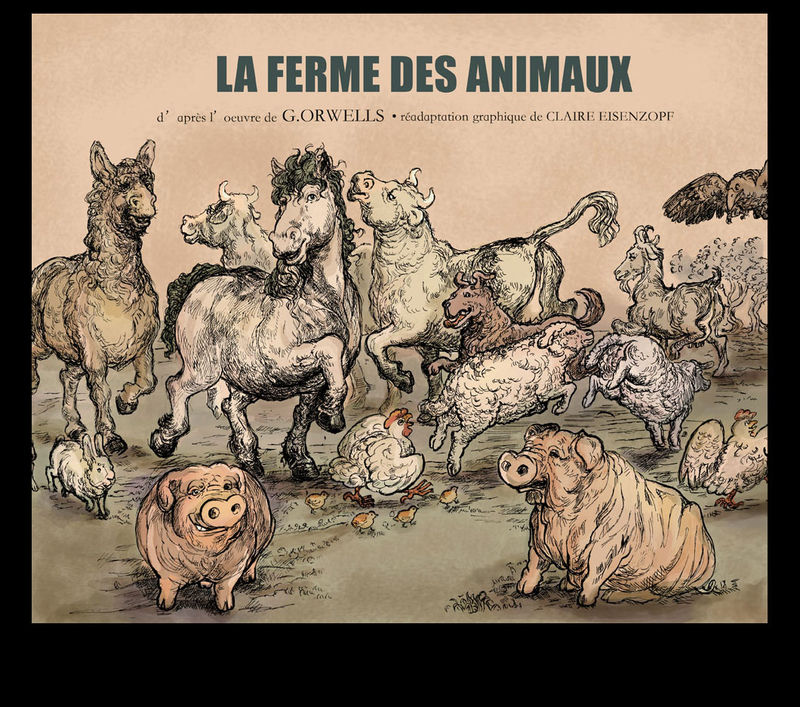 LA FERME DES ANIMAUX
d' après l' oeuvre de G.ORWELLS • réadaptation graphique de CLAIRE EISENZOPF